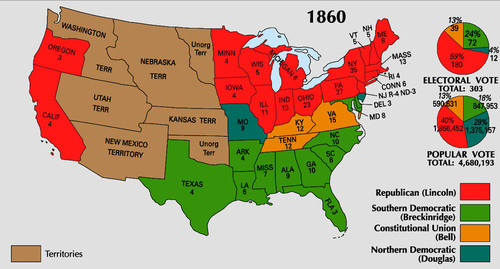 1860
WASHINGTON
TERR
OREGON
3
CALIF
4
NEBRASKA
TERR
Unorg
Terr
UTAH
TERR
KANSAS TERR
NEW MEXICO
TERRITORY
Unorg
Terr
TEXAS
4
MINN
4
IOWA
4
MO
9
ARK
4
LA
6
WIS
5
ILL
11
MICHIGAN 6
IND
13
OHIO
23
KY
12
TENN
12
MISS
7
ALA
9
GA
10
FLA 3
SC
8
NC
10
VA
15
PA
27
NY
35
VT
5
NH
5
ME
8
MASS
13
RI 4
CONN 6
NJ R-4 ND-3
DEL 3
MD 8
13%
39
24%
72
4%
12
59%
180
ELECTORAL VOTE
TOTAL: 303
13%
590,631
18%
847,953
29%
1,375,157
40%
1,866,452
POPULAR VOTE
TOTAL: 4,680,193
Republican (Lincoln)
Southern Democratic
(Breckinridge)
Constitutional Union
(Bell)
Northern Democratic
(Douglas)
Territories